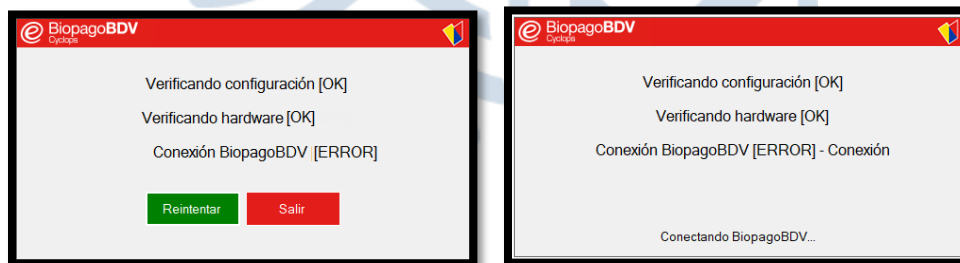 BiopagoBDV
Cyclops
Verificando configuración [OK]
Verificando hardware [OK]
Conexión BiopagoBDV [ERROR]
Reintentar
Salir
BiopagoBDV
Cyclops
Verificando configuración [OK]
Verificando hardware [OK]
Conexión BiopagoBDV [ERROR] - Conexión
Conectando BiopagoBDV...